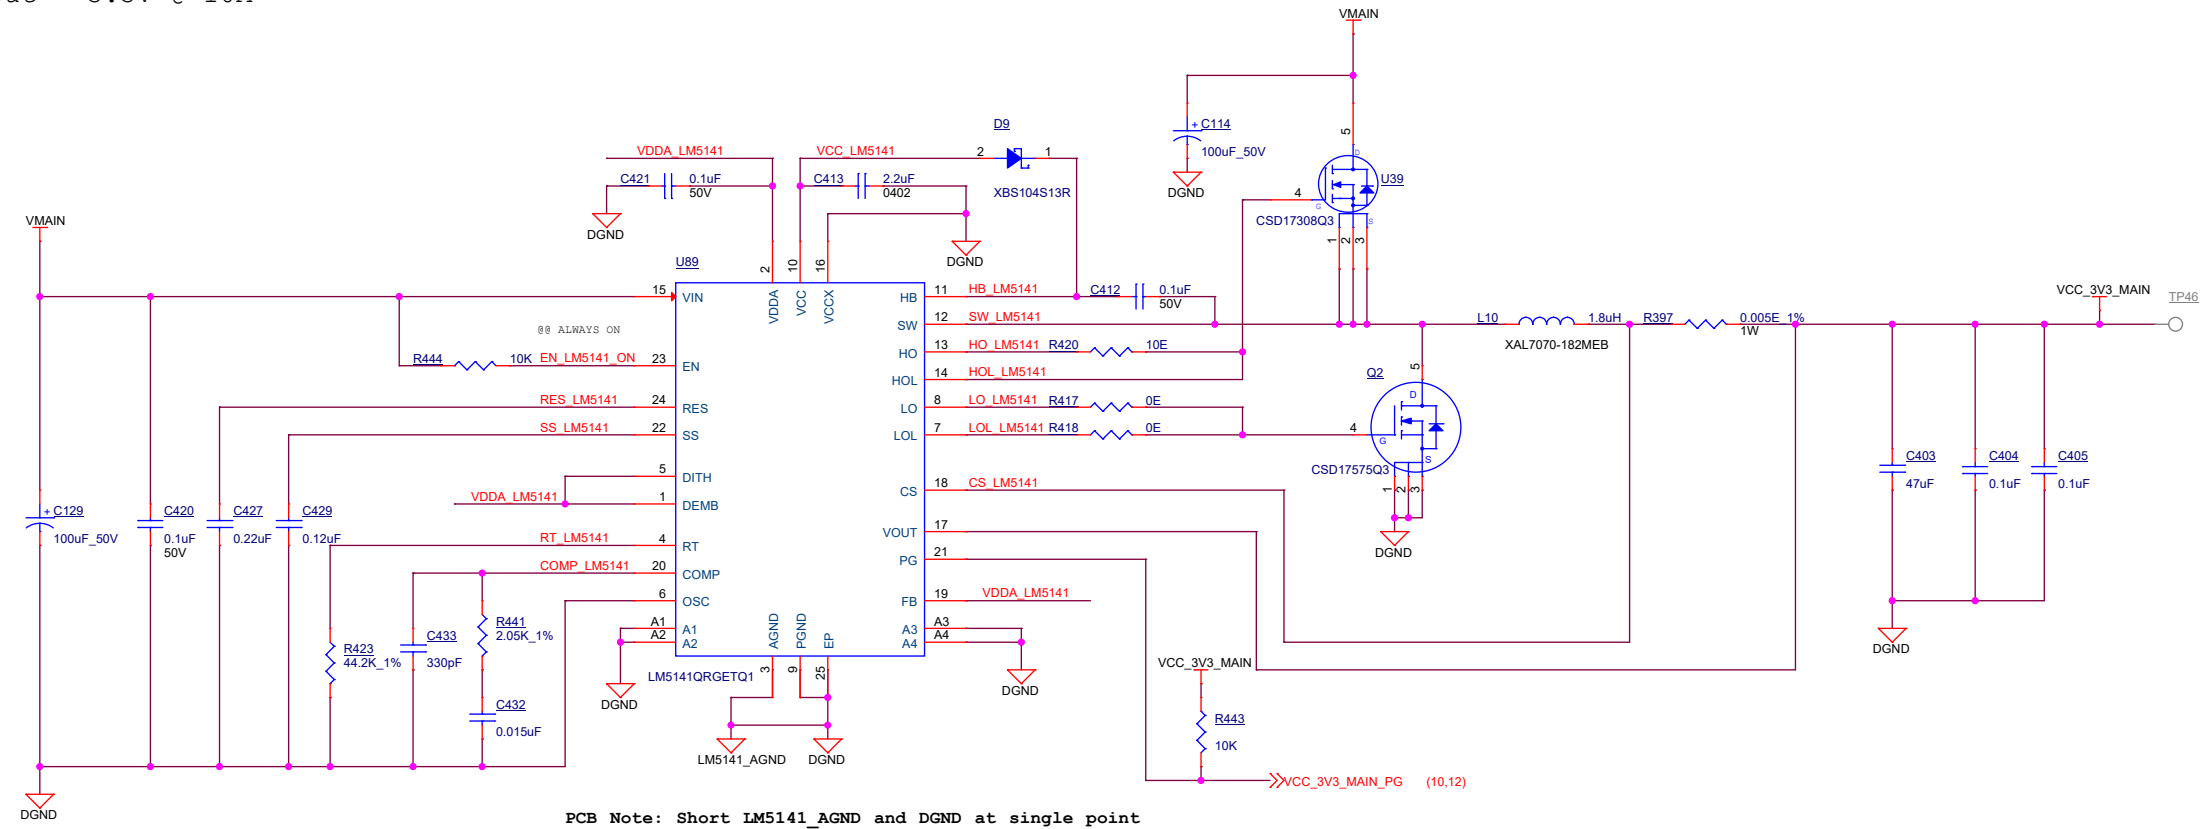 VMAIN
C114
100uF_50V
DGND
5
D
4
G
S
U39
CSD17308Q3
1
2
3
D9
2
1
XBS104S13R
VDDA_LM5141
C421
0.1uF
50V
DGND
VCC_LM5141
C413
2.2uF
0402
DGND
VMAIN
U89
2
10
16
VDDA
VCC
VCCX
15
VIN
@@ ALWAYS ON
R444
10K
EN_LM5141_ON
23
EN
RES_LM5141
24
RES
SS_LM5141
22
SS
5
DITH
VDDA_LM5141
1
DEMB
RT_LM5141
4
RT
COMP_LM5141
20
COMP
6
OSC
A1
A1
A2
A2
HB
11
HB_LM5141
C412
0.1uF
50V
SW
12
SW_LM5141
HO
13
HO_LM5141
R420
10E
HOL
14
HOL_LM5141
LO
8
LO_LM5141
R417
0E
LOL
7
LOL_LM5141
R418
0E
CS
18
CS_LM5141
VOUT
17
PG
21
FB
19
VDDA_LM5141
A3
A3
A4
A4
AGND
PGND
EP
3
9
25
LM5141QRGETQ1
DGND
DGND
LM5141_AGND
DGND
L10
1.8uH
XAL7070-182MEB
R397
0.005E_1%
1W
VCC_3V3_MAIN
TP46
Q2
5
D
4
G
S
CSD17575Q3
1
2
3
DGND
C403
47uF
C404
0.1uF
C405
0.1uF
DGND
C129
100uF_50V
C420
0.1uF
50V
C427
0.22uF
C429
0.12uF
R423
44.2K_1%
C433
330pF
R441
2.05K_1%
C432
0.015uF
DGND
VCC_3V3_MAIN
R443
10K
VCC_3V3_MAIN_PG (10,12)
PCB Note: Short LM5141_AGND and DGND at single point